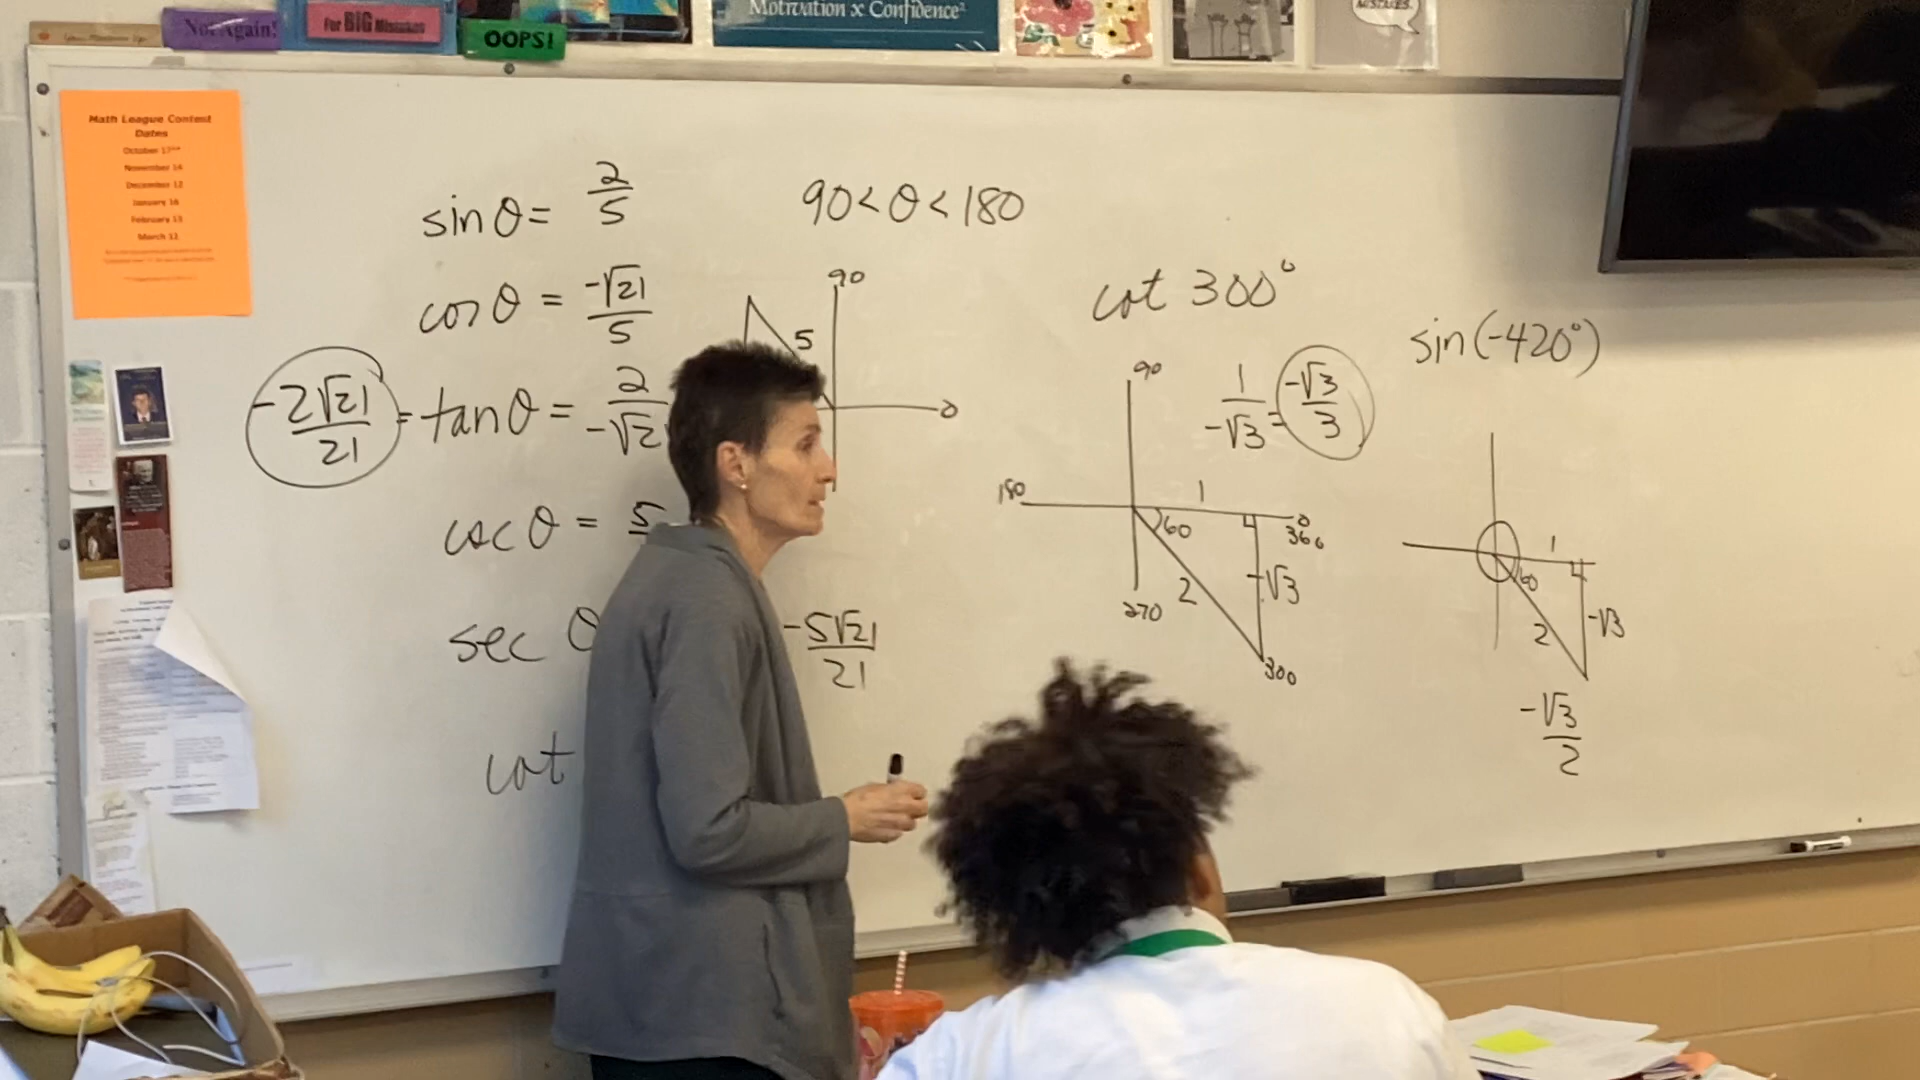 Not Again!
For BIG Mistakes
OOPS!
Motivation x Confidence²
MISTAKES.
Math League Contest
Dates
October 17
November 14
December 12
January 16
February 13
March 12
sin θ = 2/5
90 < θ < 180
cos θ = -√21/5
90
5
0
-2√21/21 = tan θ = 2/-√2
csc θ = 5
sec θ
-5√21/21
cot
cot 300°
1/-√3 = -√3/3
90
180
1
0
360
60
2
-√3
270
300
sin(-420°)
1
60
2
-√3
-√3/2